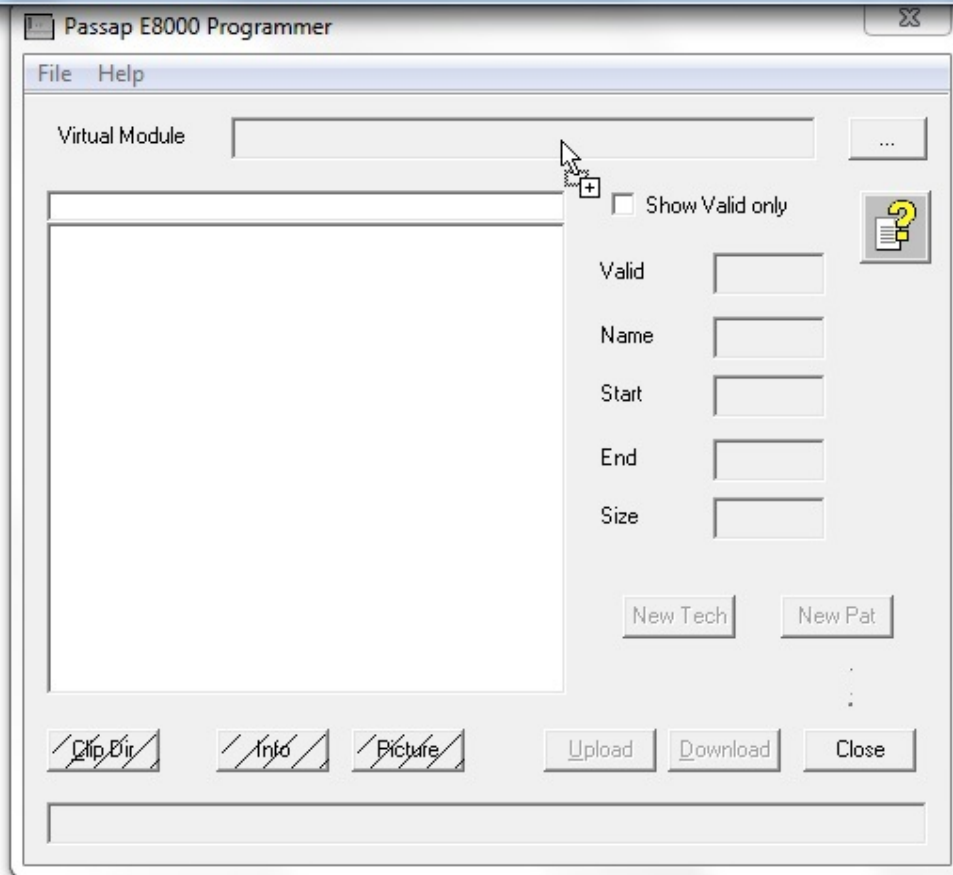 Passap E8000 Programmer
File Help
Virtual Module ...
Show Valid only
Valid
Name
Start
End
Size
New Tech New Pat
Clip Dir Info Picture Upload Download Close